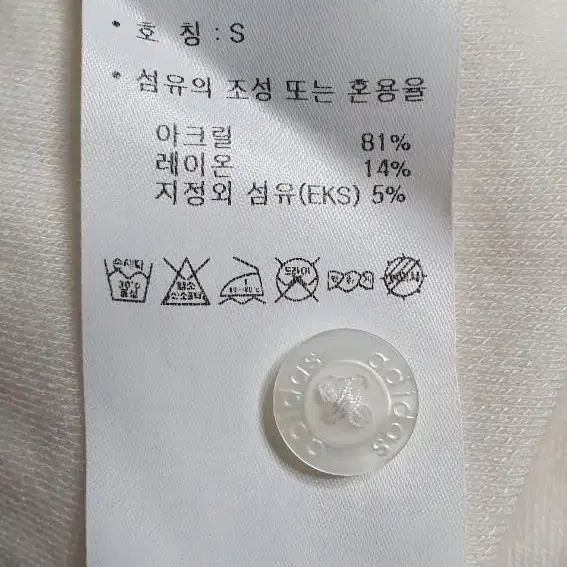 * 호 칭 : S
* 섬유의 조성 또는 혼용율
아크릴 81%
레이온 14%
지정외 섬유(EKS) 5%
adidas adidas